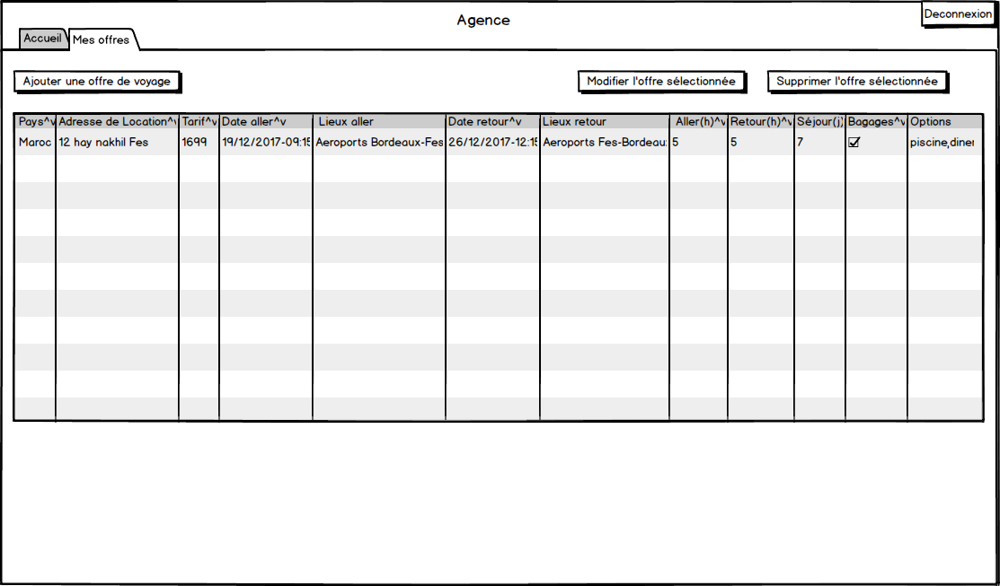 Agence
Deconnexion
Accueil
Mes offres
Ajouter une offre de voyage
Modifier l'offre sélectionnée
Supprimer l'offre sélectionnée
Pays^v Adresse de Location^v Tarif^v Date aller^v Lieux aller Date retour^v Lieux retour Aller(h)^v Retour(h)^v Séjour(j) Bagages^v Options
Maroc 12 hay nakhil Fes 1699 19/12/2017-09:15 Aeroports Bordeaux-Fes 26/12/2017-12:15 Aeroports Fes-Bordeau 5 5 7 piscine,diner